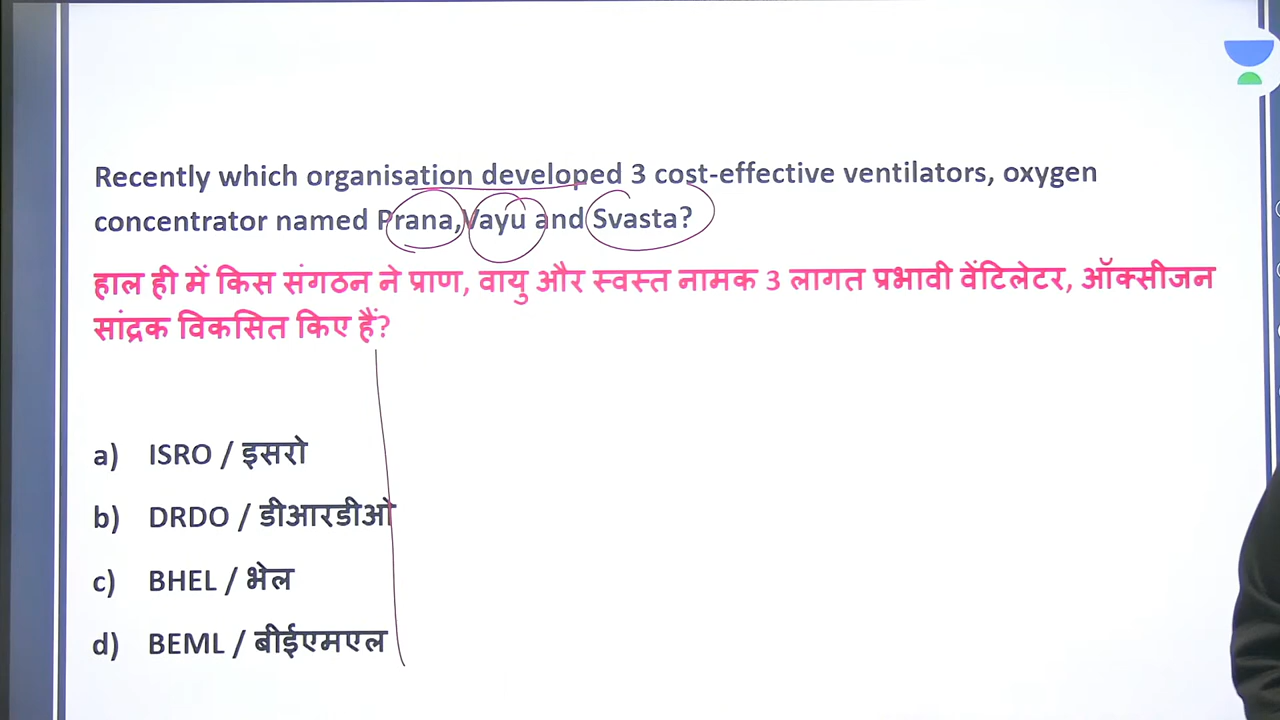 Recently which organisation developed 3 cost-effective ventilators, oxygen
concentrator named Prana,Vayu and Svasta?
हाल ही में किस संगठन ने प्राण, वायु और स्वस्त नामक 3 लागत प्रभावी वेंटिलेटर, ऑक्सीजन
सांद्रक विकसित किए हैं?
a) ISRO / इसरो
b) DRDO / डीआरडीओ
c) BHEL / भेल
d) BEML / बीईएमएल